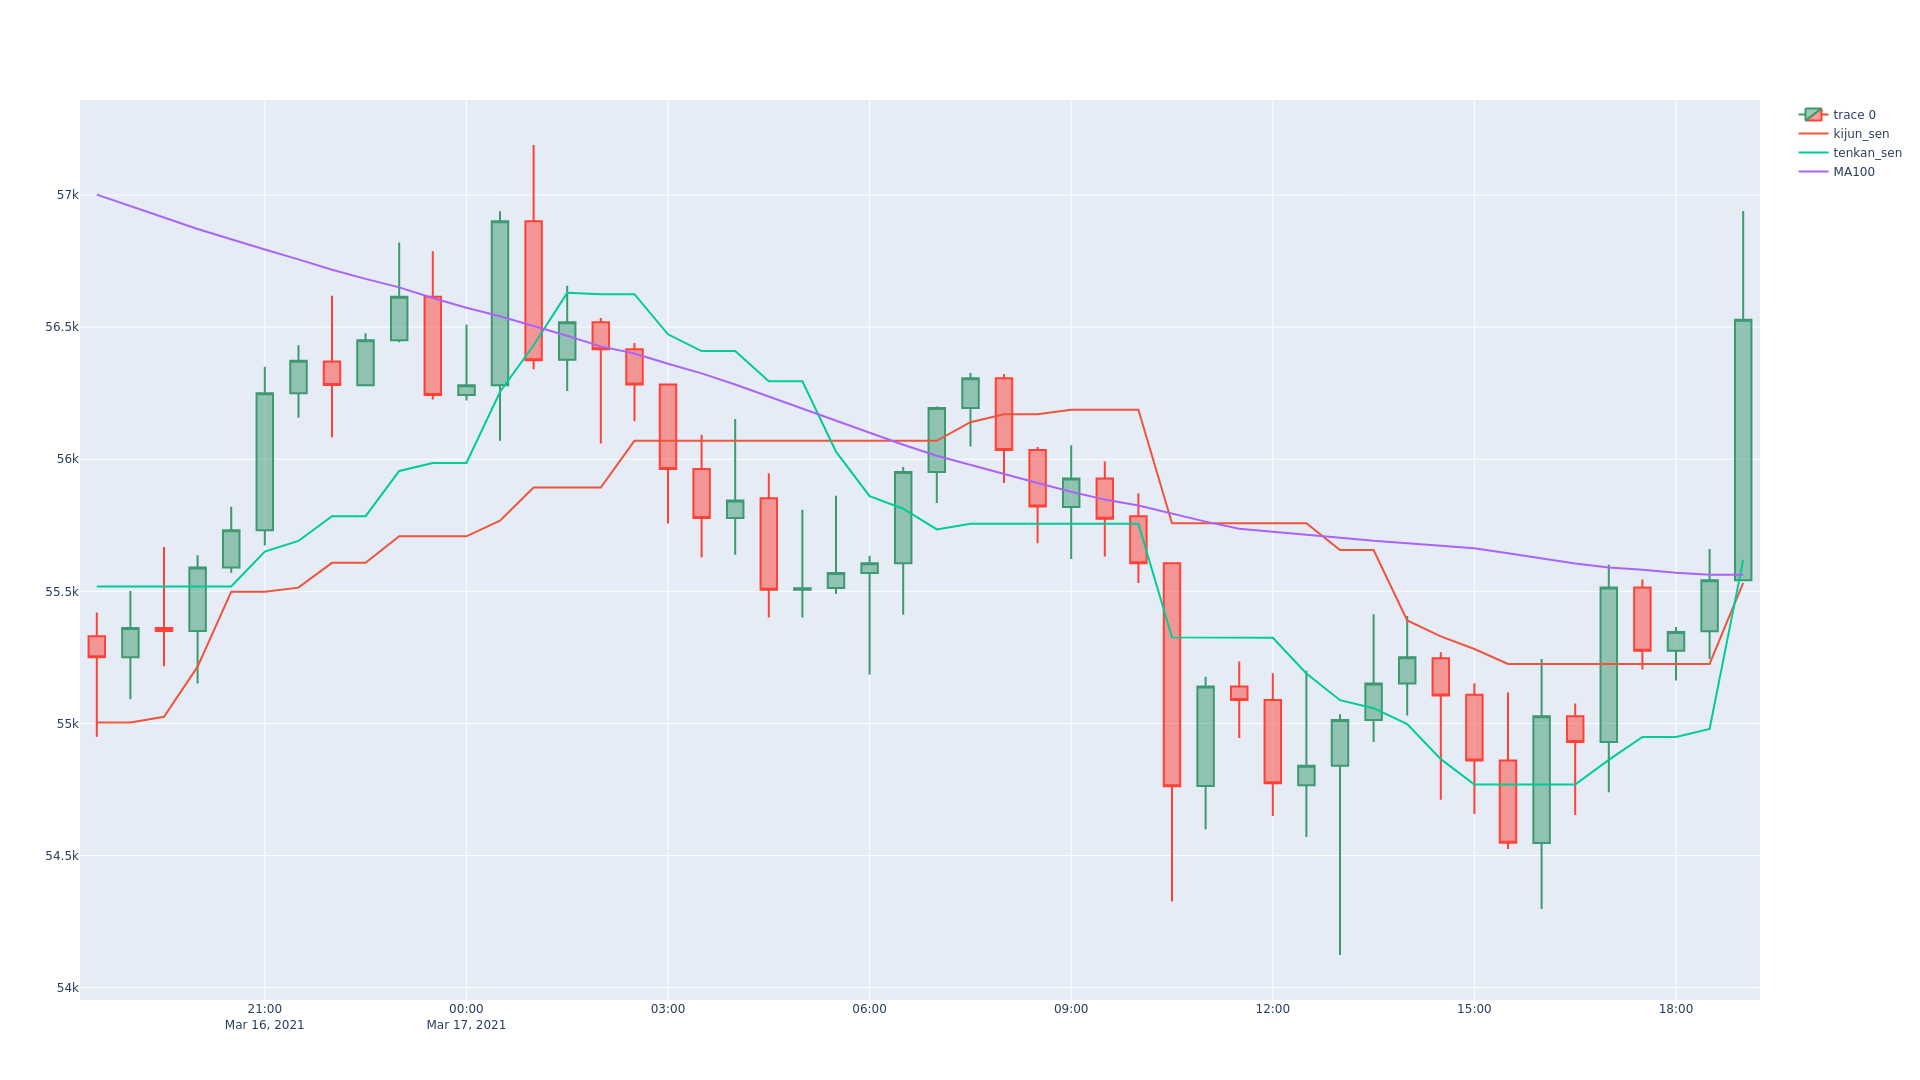 trace 0
kijun_sen
tenkan_sen
MA100
57k
56.5k
56k
55.5k
55k
54.5k
54k
21:00
Mar 16, 2021
00:00
Mar 17, 2021
03:00
06:00
09:00
12:00
15:00
18:00